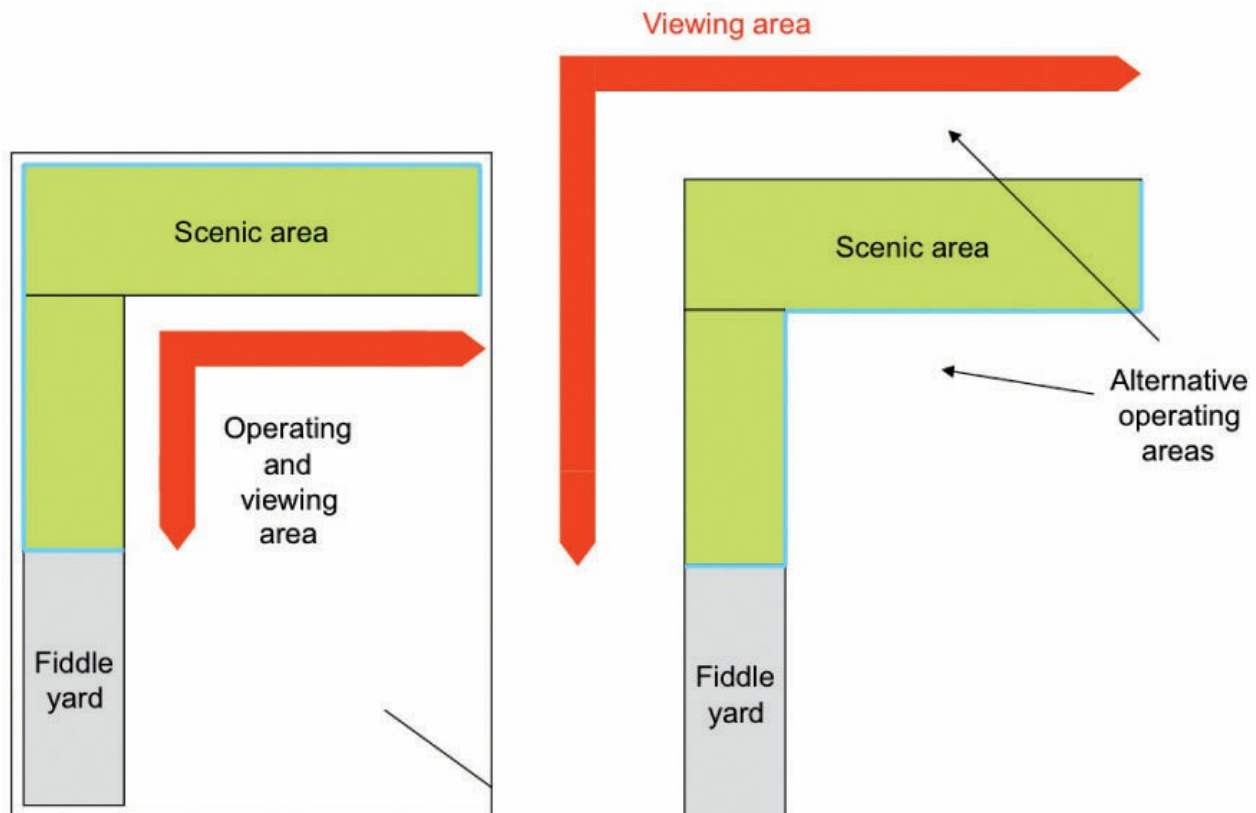 Viewing area
Scenic area
Operating
and
viewing
area
Fiddle
yard
Scenic area
Alternative
operating
areas
Fiddle
yard